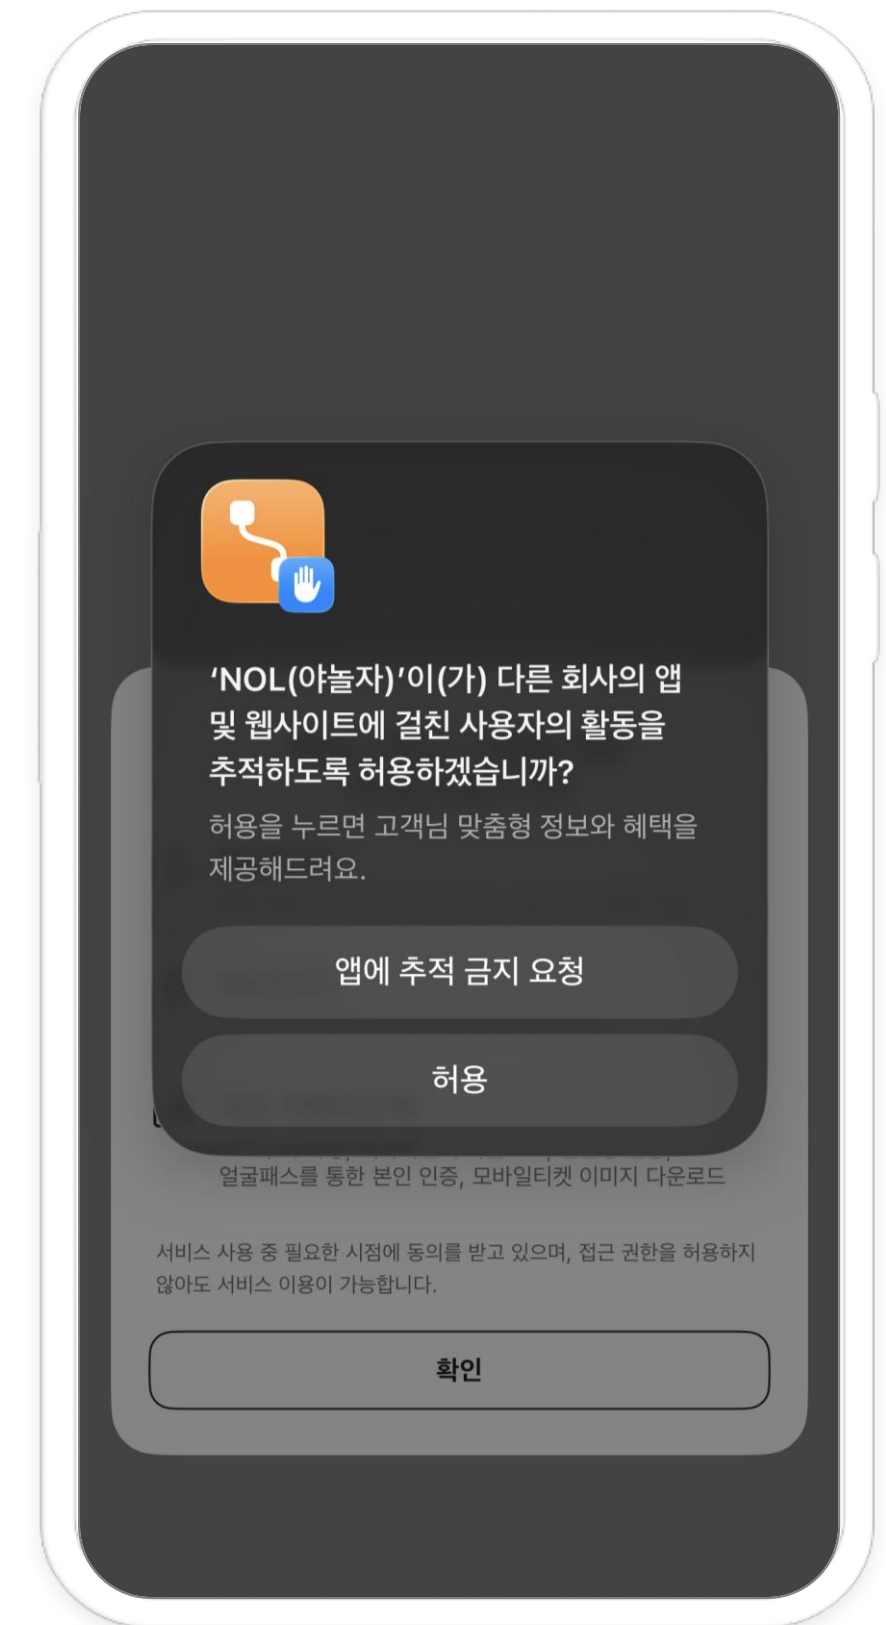 ‘NOL(야놀자)’이(가) 다른 회사의 앱
및 웹사이트에 걸친 사용자의 활동을
추적하도록 허용하겠습니까?
허용을 누르면 고객님 맞춤형 정보와 혜택을
제공해드려요.
앱에 추적 금지 요청
허용
얼굴패스를 통한 본인 인증, 모바일티켓 이미지 다운로드
서비스 사용 중 필요한 시점에 동의를 받고 있으며, 접근 권한을 허용하지
않아도 서비스 이용이 가능합니다.
확인